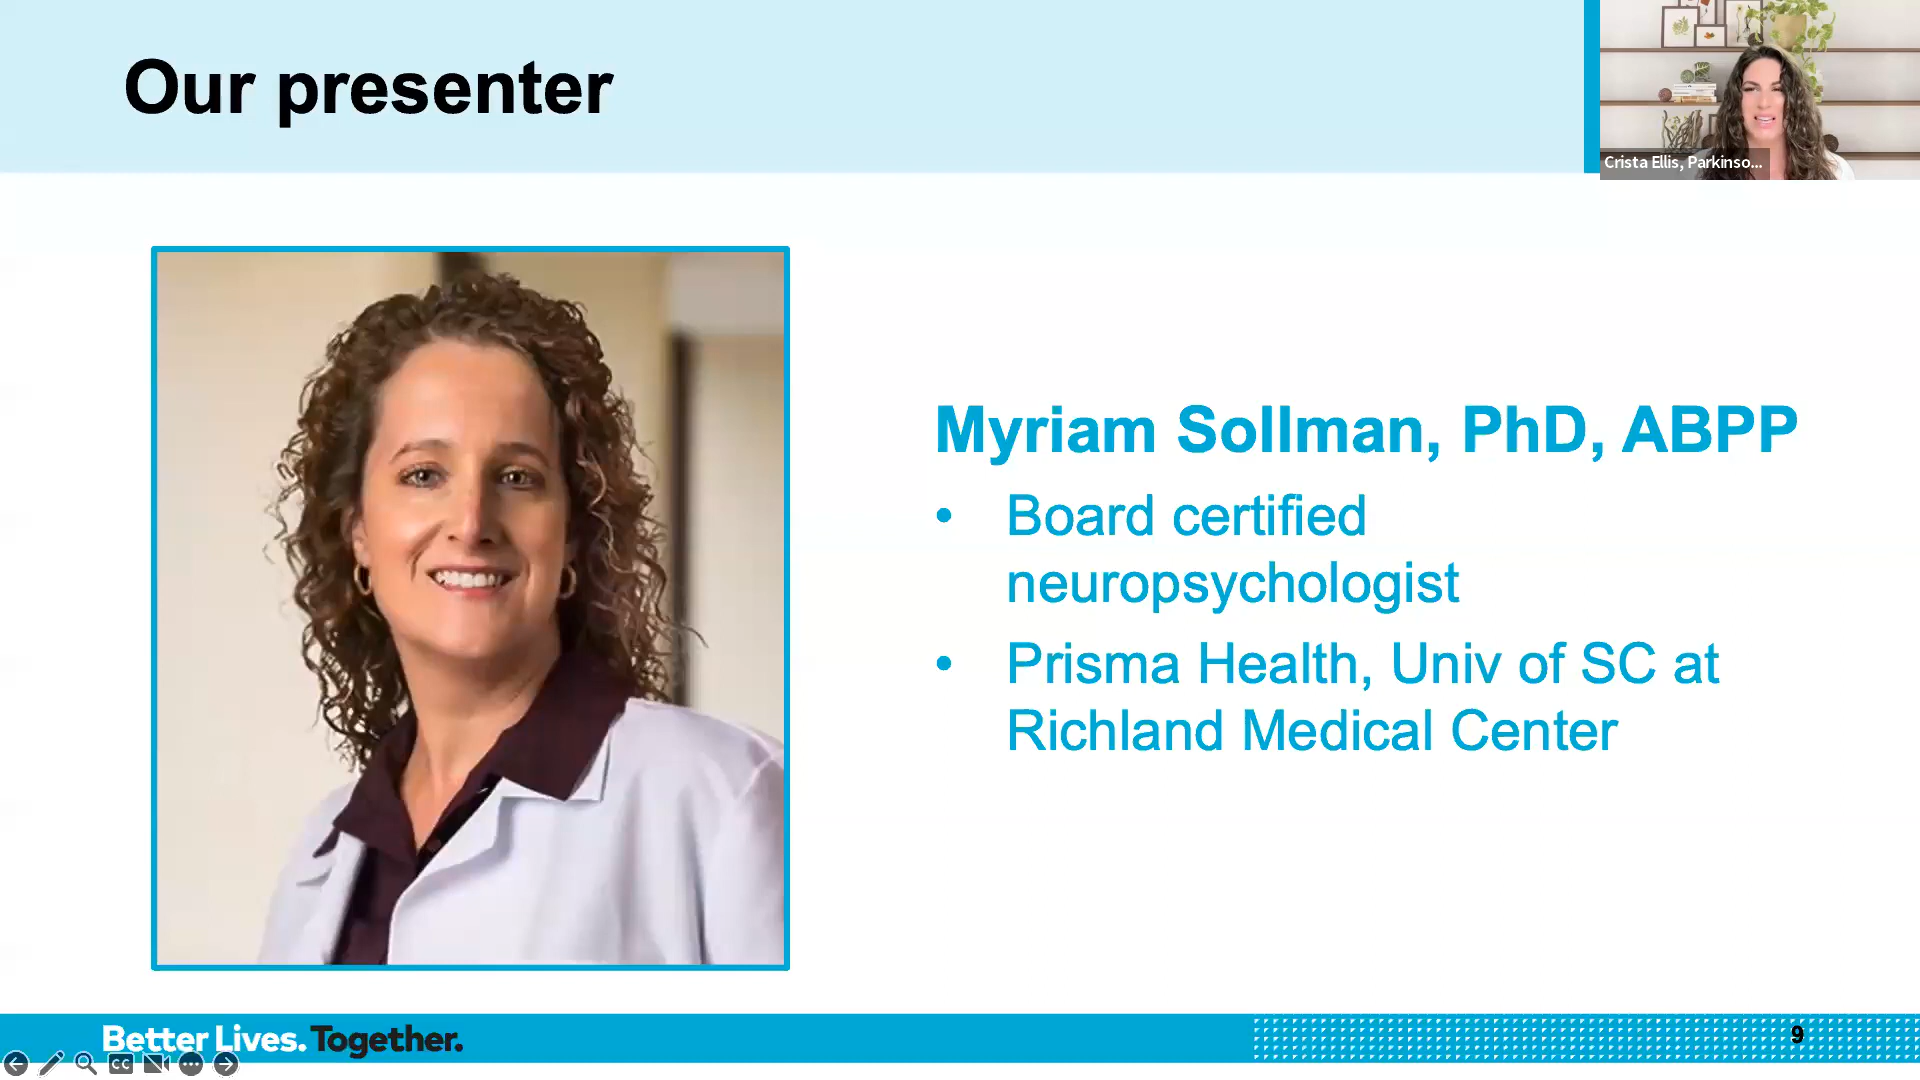 Our presenter
Crista Ellis, Parkinso...
Myriam Sollman, PhD, ABPP
• Board certified
neuropsychologist
• Prisma Health, Univ of SC at
Richland Medical Center
Better Lives. Together.
9
CC